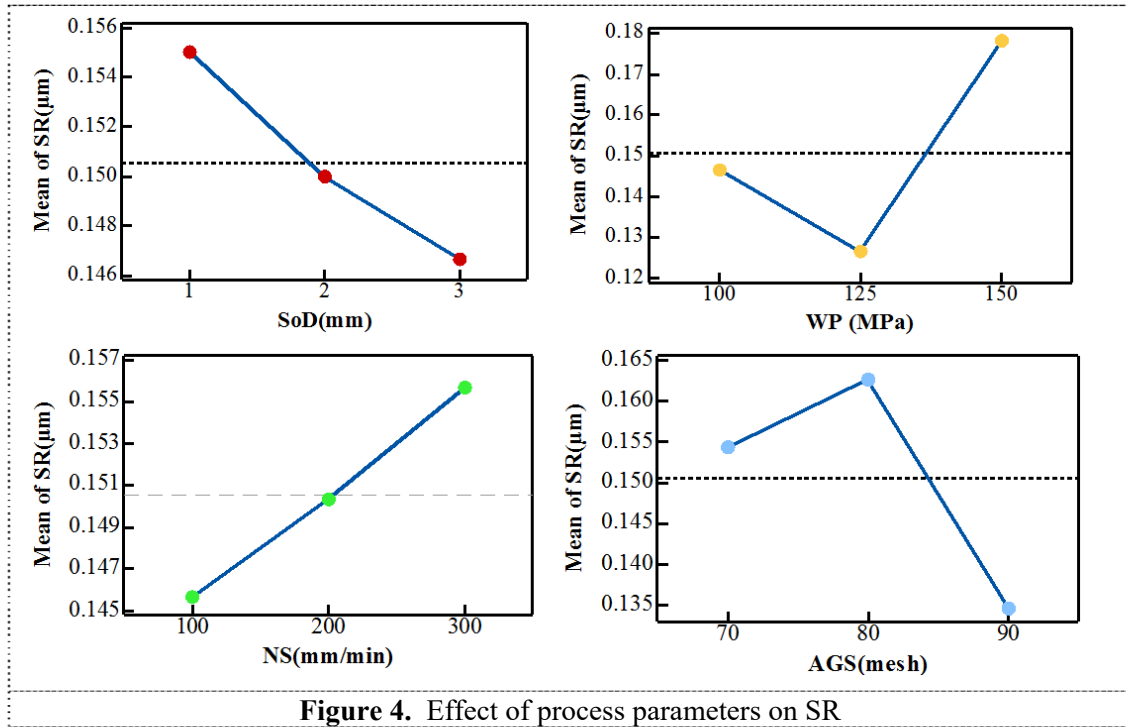 0.156
0.154
0.152
0.150
0.148
0.146
Mean of SR(μm)
1 2 3
SoD(mm)
0.18
0.17
0.16
0.15
0.14
0.13
0.12
Mean of SR(μm)
100 125 150
WP (MPa)
0.157
0.155
0.153
0.151
0.149
0.147
0.145
Mean of SR(μm)
100 200 300
NS(mm/min)
0.165
0.160
0.155
0.150
0.145
0.140
0.135
Mean of SR(μm)
70 80 90
AGS(mesh)
Figure 4. Effect of process parameters on SR